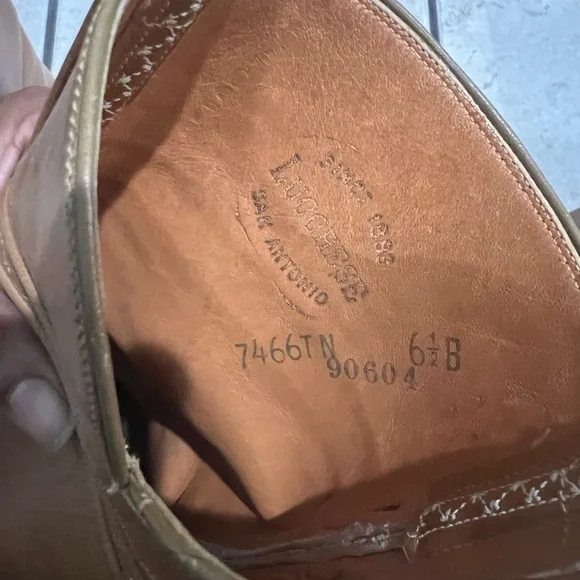 SINCE 1883
LUCCHESE
SAN ANTONIO
7466TN 6½B
90604